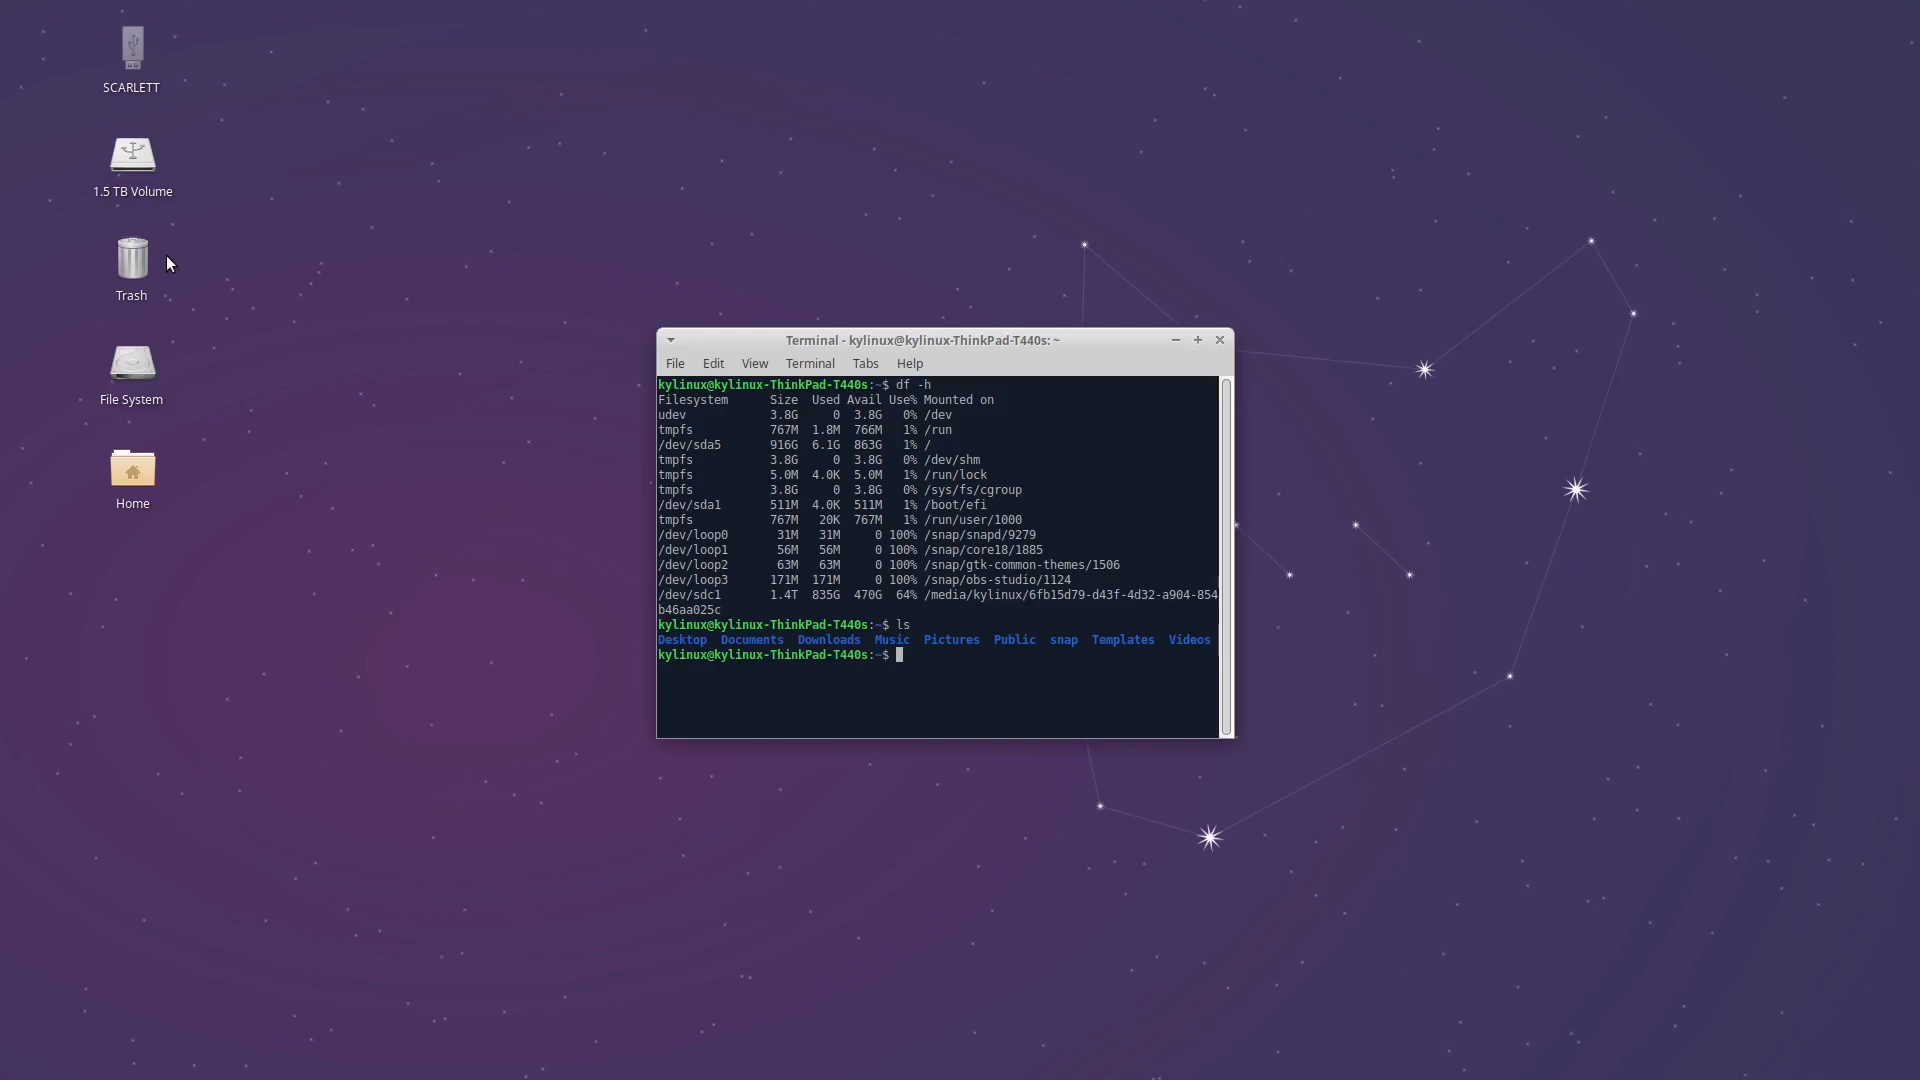 SCARLETT
1.5 TB Volume
Trash
File System
Home
Terminal - kylinux@kylinux-ThinkPad-T440s: ~
File Edit View Terminal Tabs Help
kylinux@kylinux-ThinkPad-T440s:~$ df -h
Filesystem Size Used Avail Use% Mounted on
udev 3.8G 0 3.8G 0% /dev
tmpfs 767M 1.8M 766M 1% /run
/dev/sda5 916G 6.1G 863G 1% /
tmpfs 3.8G 0 3.8G 0% /dev/shm
tmpfs 5.0M 4.0K 5.0M 1% /run/lock
tmpfs 3.8G 0 3.8G 0% /sys/fs/cgroup
/dev/sda1 511M 4.0K 511M 1% /boot/efi
tmpfs 767M 20K 767M 1% /run/user/1000
/dev/loop0 31M 31M 0 100% /snap/snapd/9279
/dev/loop1 56M 56M 0 100% /snap/core18/1885
/dev/loop2 63M 63M 0 100% /snap/gtk-common-themes/1506
/dev/loop3 171M 171M 0 100% /snap/obs-studio/1124
/dev/sdc1 1.4T 835G 470G 64% /media/kylinux/6fb15d79-d43f-4d32-a904-854
b46aa025c
kylinux@kylinux-ThinkPad-T440s:~$ ls
Desktop Documents Downloads Music Pictures Public snap Templates Videos
kylinux@kylinux-ThinkPad-T440s:~$